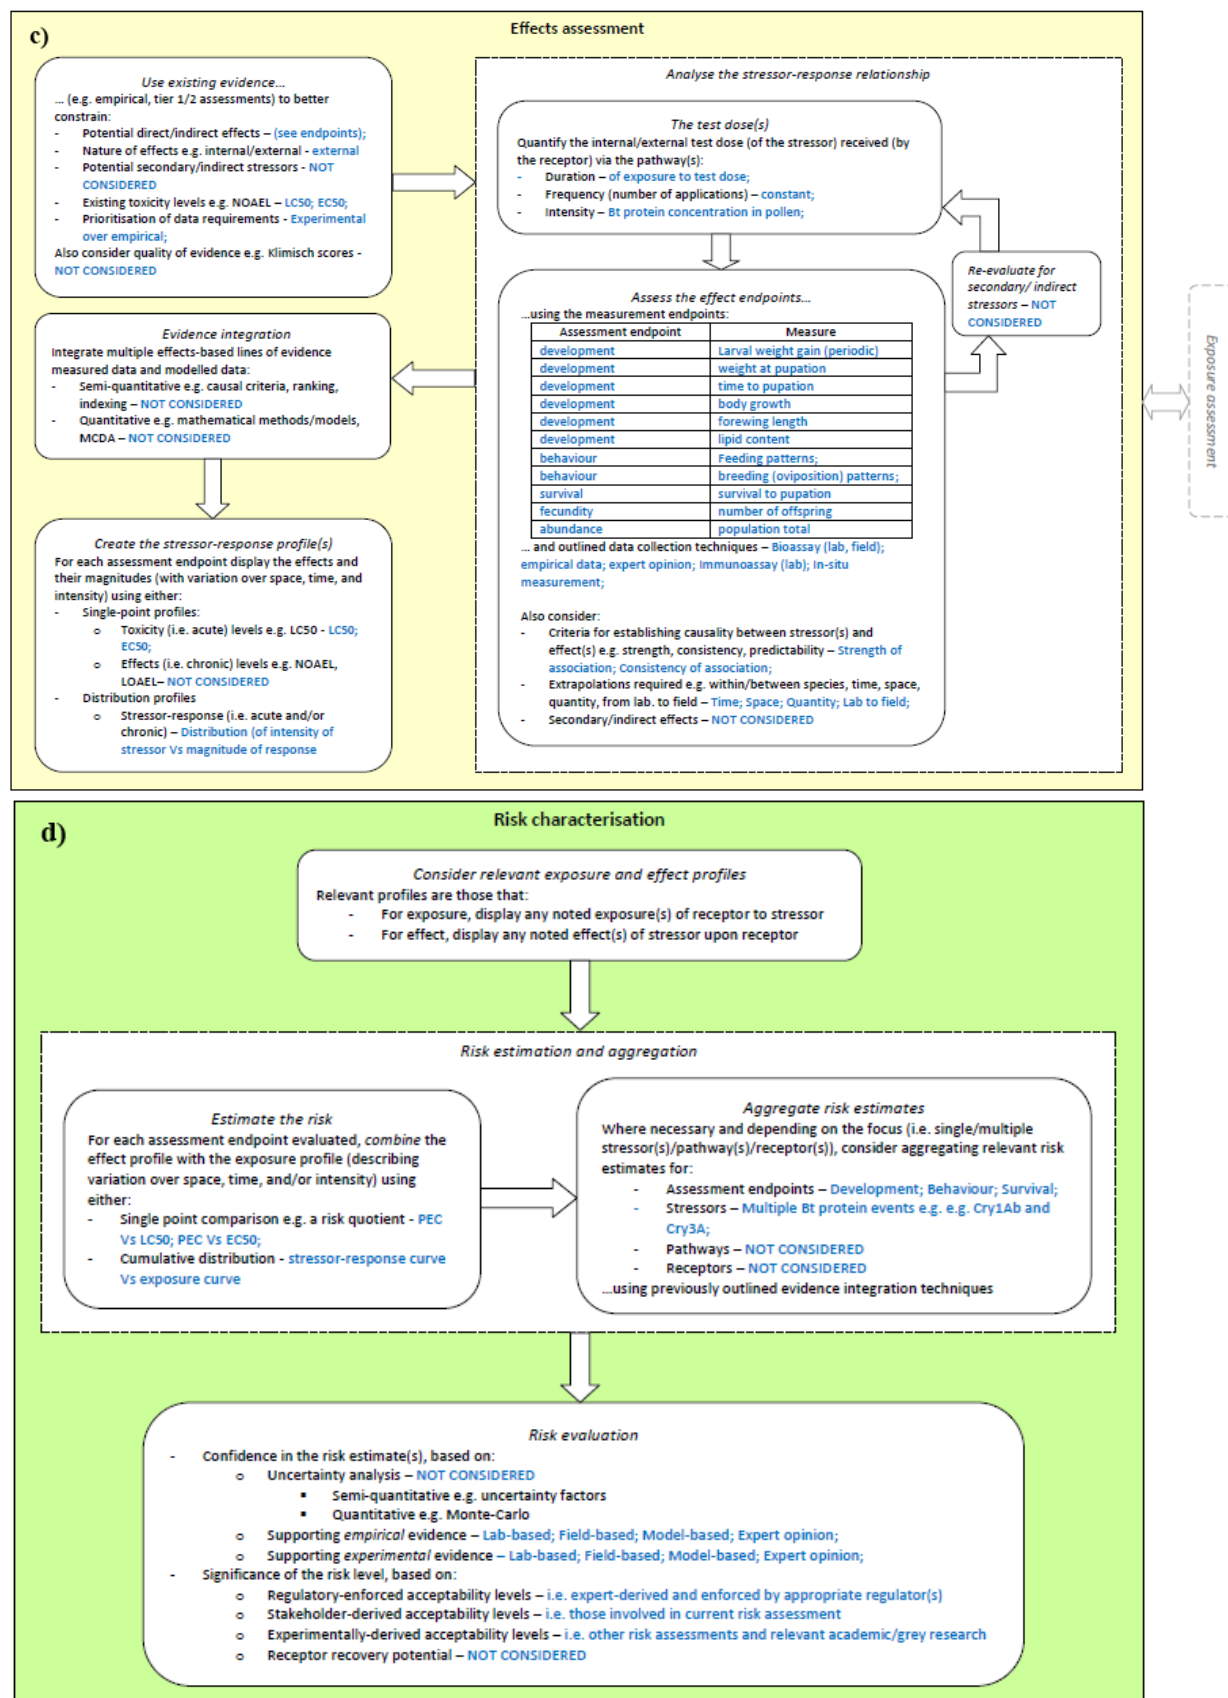 c)
Effects assessment
Use existing evidence...
... (e.g. empirical, tier 1/2 assessments) to better
constrain:
- Potential direct/indirect effects – (see endpoints);
- Nature of effects e.g. internal/external - external
- Potential secondary/indirect stressors - NOT
CONSIDERED
- Existing toxicity levels e.g. NOAEL – LC50; EC50;
- Prioritisation of data requirements - Experimental
over empirical;
Also consider quality of evidence e.g. Klimisch scores -
NOT CONSIDERED
Evidence integration
Integrate multiple effects-based lines of evidence
measured data and modelled data:
- Semi-quantitative e.g. causal criteria, ranking,
indexing – NOT CONSIDERED
- Quantitative e.g. mathematical methods/models,
MCDA – NOT CONSIDERED
Create the stressor-response profile(s)
For each assessment endpoint display the effects and
their magnitudes (with variation over space, time, and
intensity) using either:
- Single-point profiles:
o Toxicity (i.e. acute) levels e.g. LC50 - LC50;
EC50;
o Effects (i.e. chronic) levels e.g. NOAEL,
LOAEL– NOT CONSIDERED
- Distribution profiles
o Stressor-response (i.e. acute and/or
chronic) – Distribution (of intensity of
stressor Vs magnitude of response
Analyse the stressor-response relationship
The test dose(s)
Quantify the internal/external test dose (of the stressor) received (by
the receptor) via the pathway(s):
- Duration – of exposure to test dose;
- Frequency (number of applications) – constant;
- Intensity – Bt protein concentration in pollen;
Assess the effect endpoints...
...using the measurement endpoints:
Assessment endpoint Measure
development Larval weight gain (periodic)
development weight at pupation
development time to pupation
development body growth
development forewing length
development lipid content
behaviour Feeding patterns;
behaviour breeding (oviposition) patterns;
survival survival to pupation
fecundity number of offspring
abundance population total
... and outlined data collection techniques – Bioassay (lab, field);
empirical data; expert opinion; Immunoassay (lab); In-situ
measurement;
Also consider:
- Criteria for establishing causality between stressor(s) and
effect(s) e.g. strength, consistency, predictability – Strength of
association; Consistency of association;
- Extrapolations required e.g. within/between species, time, space,
quantity, from lab. to field – Time; Space; Quantity; Lab to field;
- Secondary/indirect effects – NOT CONSIDERED
Re-evaluate for
secondary/ indirect
stressors – NOT
CONSIDERED
Exposure assessment
d)
Risk characterisation
Consider relevant exposure and effect profiles
Relevant profiles are those that:
- For exposure, display any noted exposure(s) of receptor to stressor
- For effect, display any noted effect(s) of stressor upon receptor
Risk estimation and aggregation
Estimate the risk
For each assessment endpoint evaluated, combine the
effect profile with the exposure profile (describing
variation over space, time, and/or intensity) using
either:
- Single point comparison e.g. a risk quotient - PEC
Vs LC50; PEC Vs EC50;
- Cumulative distribution - stressor-response curve
Vs exposure curve
Aggregate risk estimates
Where necessary and depending on the focus (i.e. single/multiple
stressor(s)/pathway(s)/receptor(s)), consider aggregating relevant risk
estimates for:
- Assessment endpoints – Development; Behaviour; Survival;
- Stressors – Multiple Bt protein events e.g. e.g. Cry1Ab and
Cry3A;
- Pathways – NOT CONSIDERED
- Receptors – NOT CONSIDERED
...using previously outlined evidence integration techniques
Risk evaluation
- Confidence in the risk estimate(s), based on:
o Uncertainty analysis – NOT CONSIDERED
▪ Semi-quantitative e.g. uncertainty factors
▪ Quantitative e.g. Monte-Carlo
o Supporting empirical evidence – Lab-based; Field-based; Model-based; Expert opinion;
o Supporting experimental evidence – Lab-based; Field-based; Model-based; Expert opinion;
- Significance of the risk level, based on:
o Regulatory-enforced acceptability levels – i.e. expert-derived and enforced by appropriate regulator(s)
o Stakeholder-derived acceptability levels – i.e. those involved in current risk assessment
o Experimentally-derived acceptability levels – i.e. other risk assessments and relevant academic/grey research
o Receptor recovery potential – NOT CONSIDERED